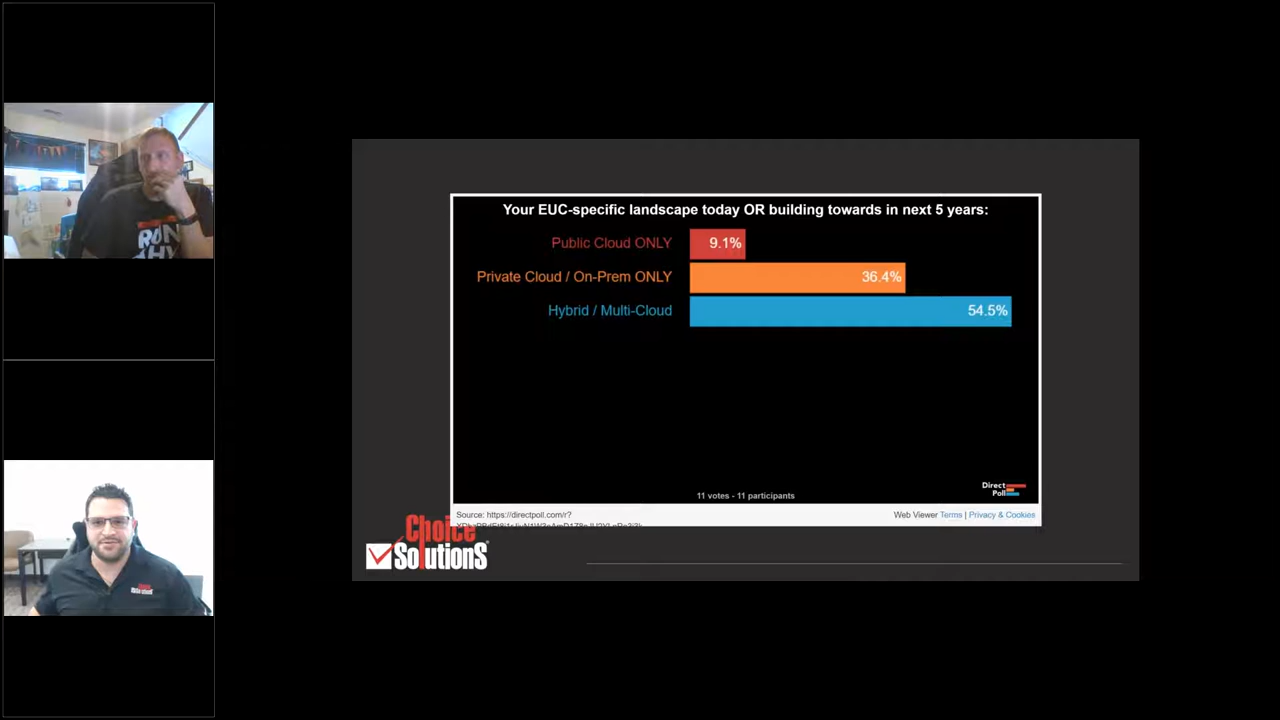 Your EUC-specific landscape today OR building towards in next 5 years:
Public Cloud ONLY 9.1%
Private Cloud / On-Prem ONLY 36.4%
Hybrid / Multi-Cloud 54.5%
11 votes - 11 participants
Direct
Poll
Source: https://directpoll.com/r?
Web Viewer Terms | Privacy & Cookies
Choice
SolutionS
RUN